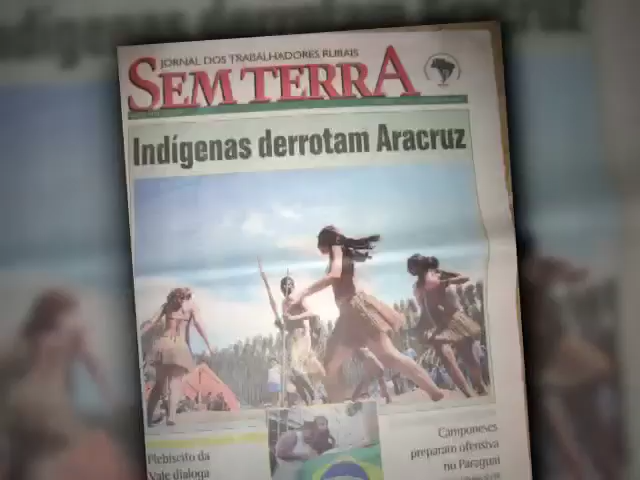 JORNAL DOS TRABALHADORES RURAIS
SEM TERRA
Indígenas derrotam Aracruz
Plebiscito da
Vale dialoga
Camponeses
preparam ofensiva
no Paraguai